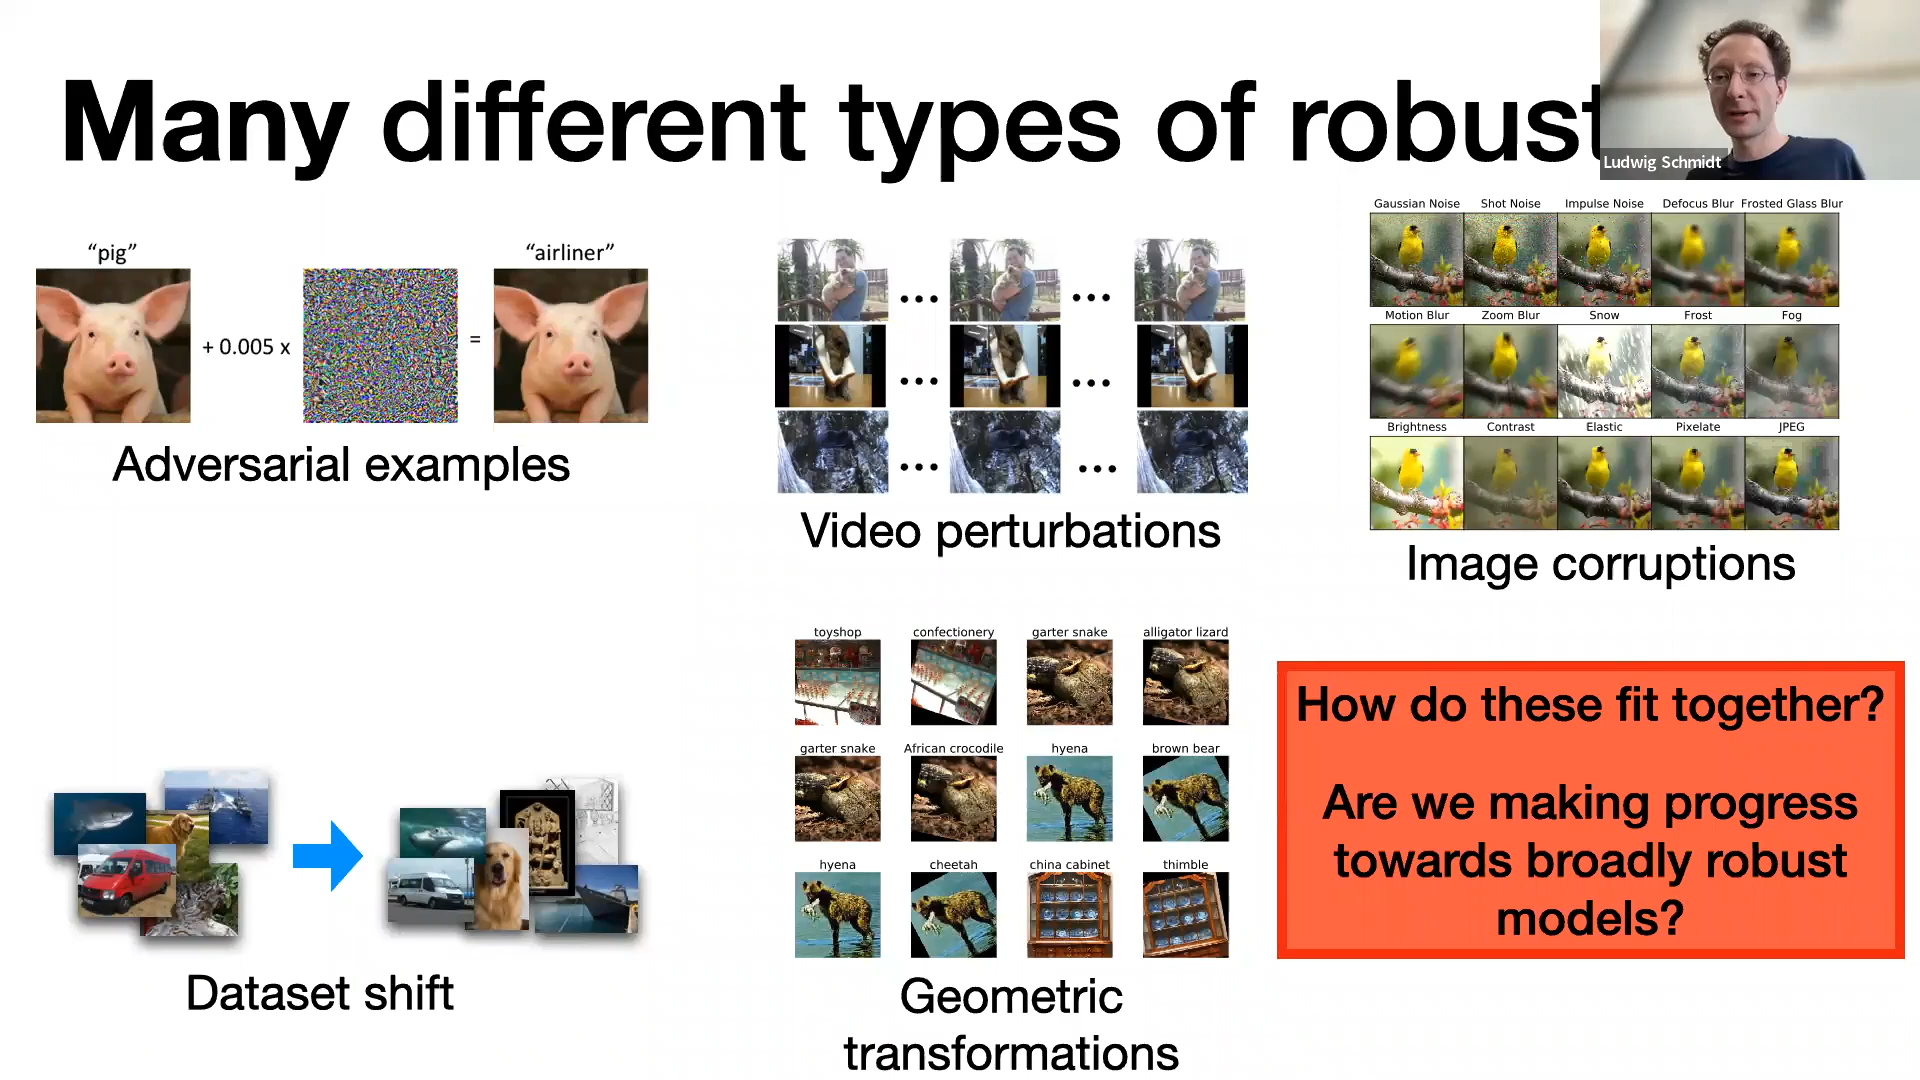 Many different types of robust
Ludwig Schmidt
"pig"
+ 0.005 x
=
"airliner"
Adversarial examples
Video perturbations
Gaussian Noise Shot Noise Impulse Noise Defocus Blur Frosted Glass Blur
Motion Blur Zoom Blur Snow Frost Fog
Brightness Contrast Elastic Pixelate JPEG
Image corruptions
Dataset shift
toyshop confectionery garter snake alligator lizard
garter snake African crocodile hyena brown bear
hyena cheetah china cabinet thimble
Geometric
transformations
How do these fit together?
Are we making progress
towards broadly robust
models?